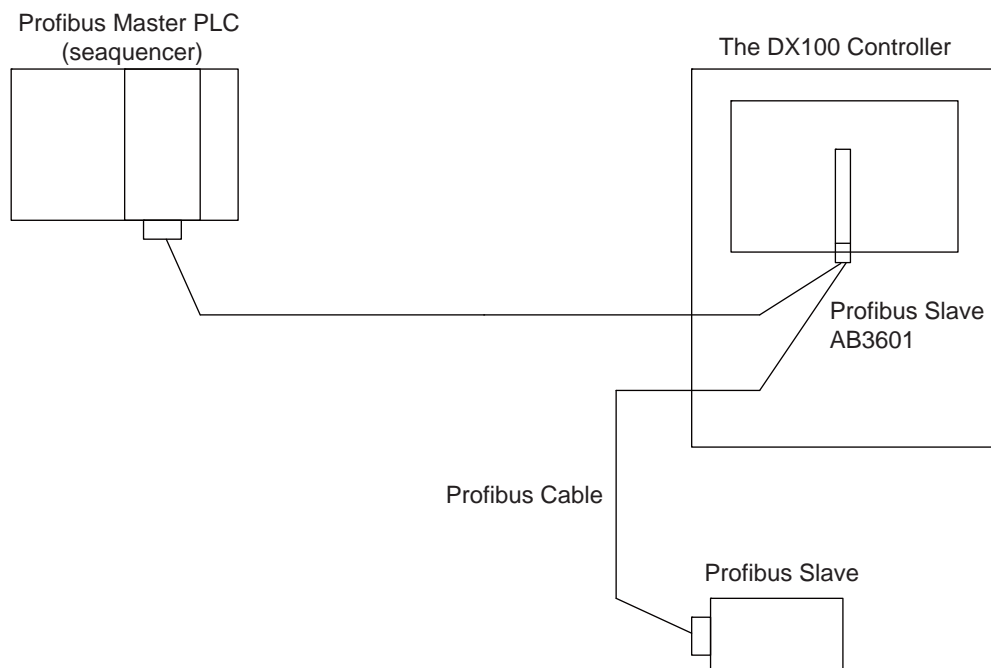 Profibus Master PLC
(seaquencer)
The DX100 Controller
Profibus Slave
AB3601
Profibus Cable
Profibus Slave